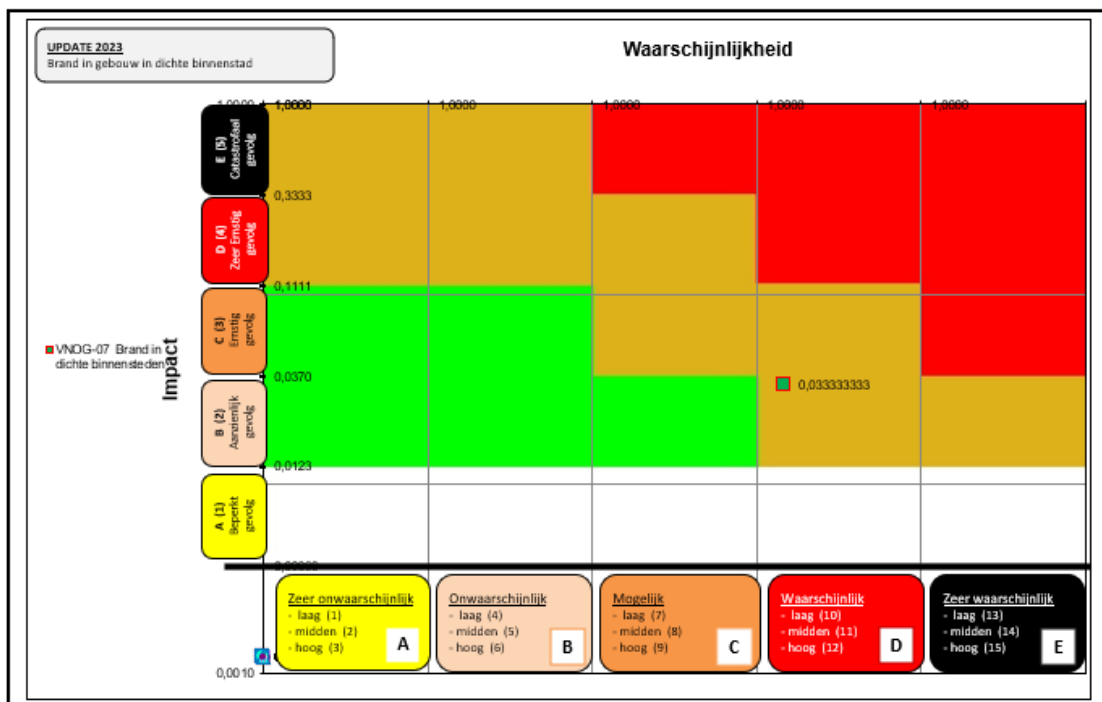 UPDATE 2023
Brand in gebouw in dichte binnenstad
Waarschijnlijkheid
1,0000
1,0000
1,0000
1,0000
1,0000
E (5)
Catastrofaal
gevolg
0,3333
D (4)
Zeer Ernstig
gevolg
0,1111
C (3)
Ernstig
gevolg
VNOG-07 Brand in
dichte binnensteden
Impact
0,0370
0,033333333
B (2)
Aanzienlijk
gevolg
0,0123
A (1)
Beperkt
gevolg
Zeer onwaarschijnlijk
- laag (1)
- midden (2)
- hoog (3)
A
Onwaarschijnlijk
- laag (4)
- midden (5)
- hoog (6)
B
Mogelijk
- laag (7)
- midden (8)
- hoog (9)
C
Waarschijnlijk
- laag (10)
- midden (11)
- hoog (12)
D
Zeer waarschijnlijk
- laag (13)
- midden (14)
- hoog (15)
E
0,0010